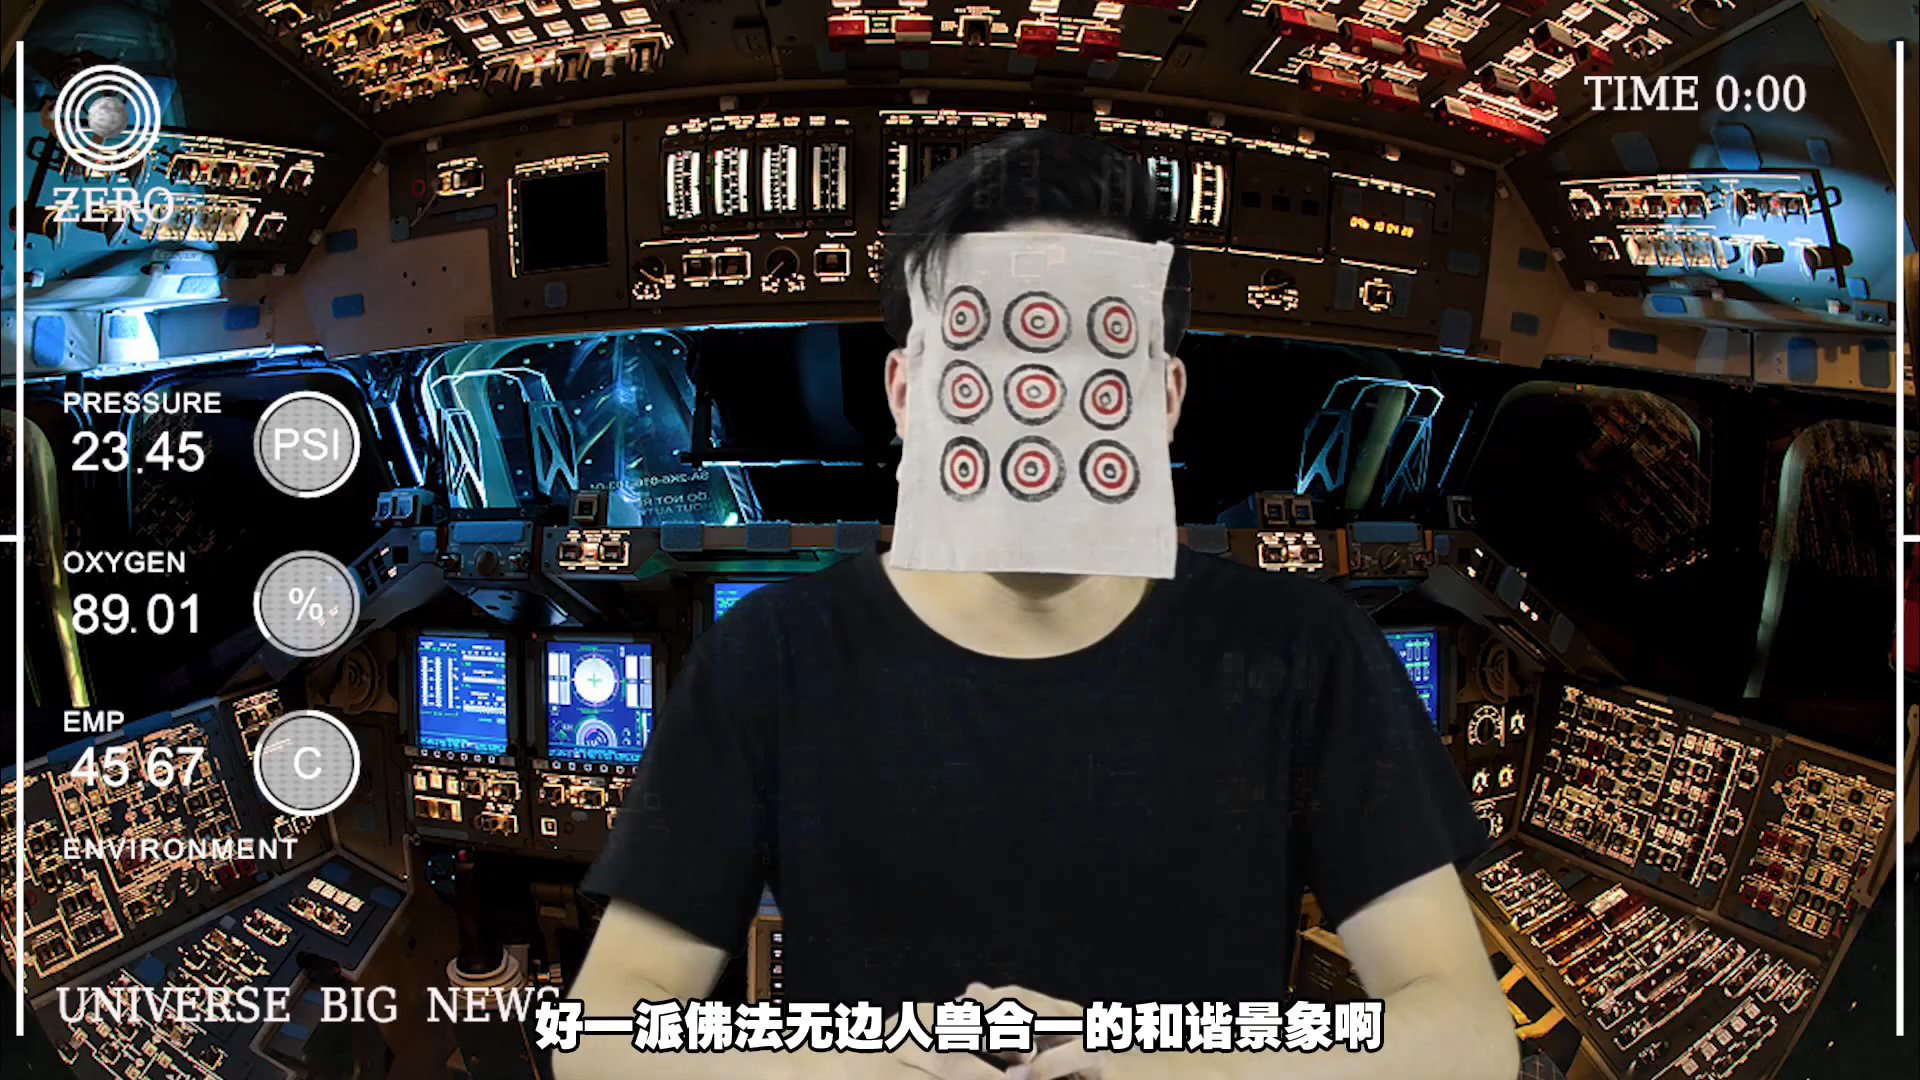 TIME 0:00
ZERO
PRESSURE
23.45
PSI
OXYGEN
89.01
%
EMP
45.67
C
ENVIRONMENT
UNIVERSE BIG NEWS
好一派佛法无边人兽合一的和谐景象啊